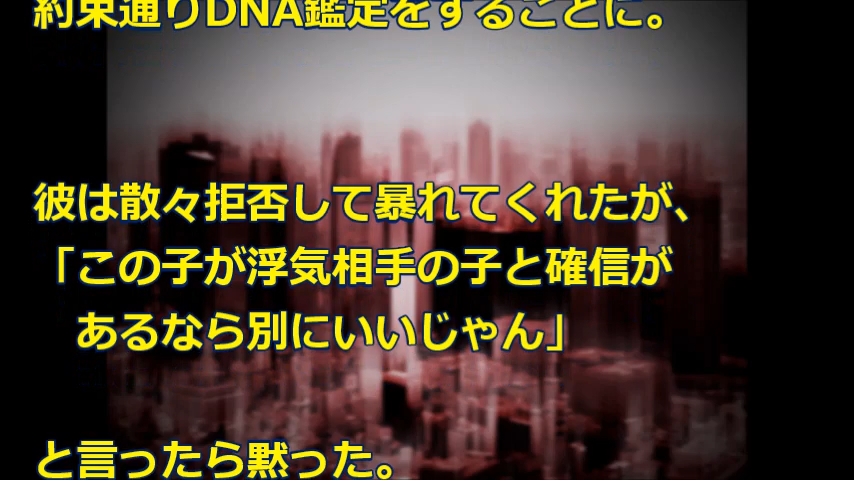 約束通りDNA鑑定をすることに。
彼は散々拒否して暴れてくれたが、
「この子が浮気相手の子と確信が
あるなら別にいいじゃん」
と言ったら黙った。